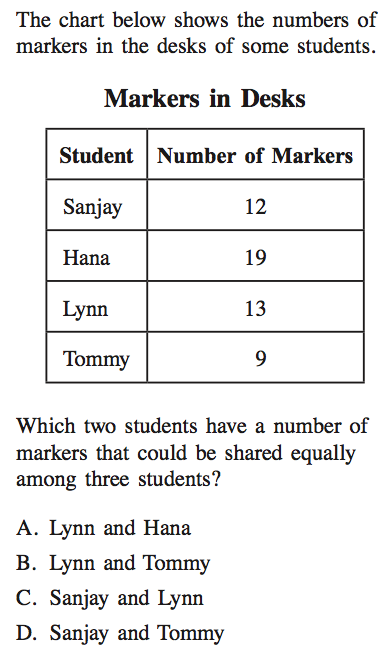 The chart below shows the numbers of
markers in the desks of some students.
Markers in Desks
Student Number of Markers
Sanjay 12
Hana 19
Lynn 13
Tommy 9
Which two students have a number of
markers that could be shared equally
among three students?
A. Lynn and Hana
B. Lynn and Tommy
C. Sanjay and Lynn
D. Sanjay and Tommy